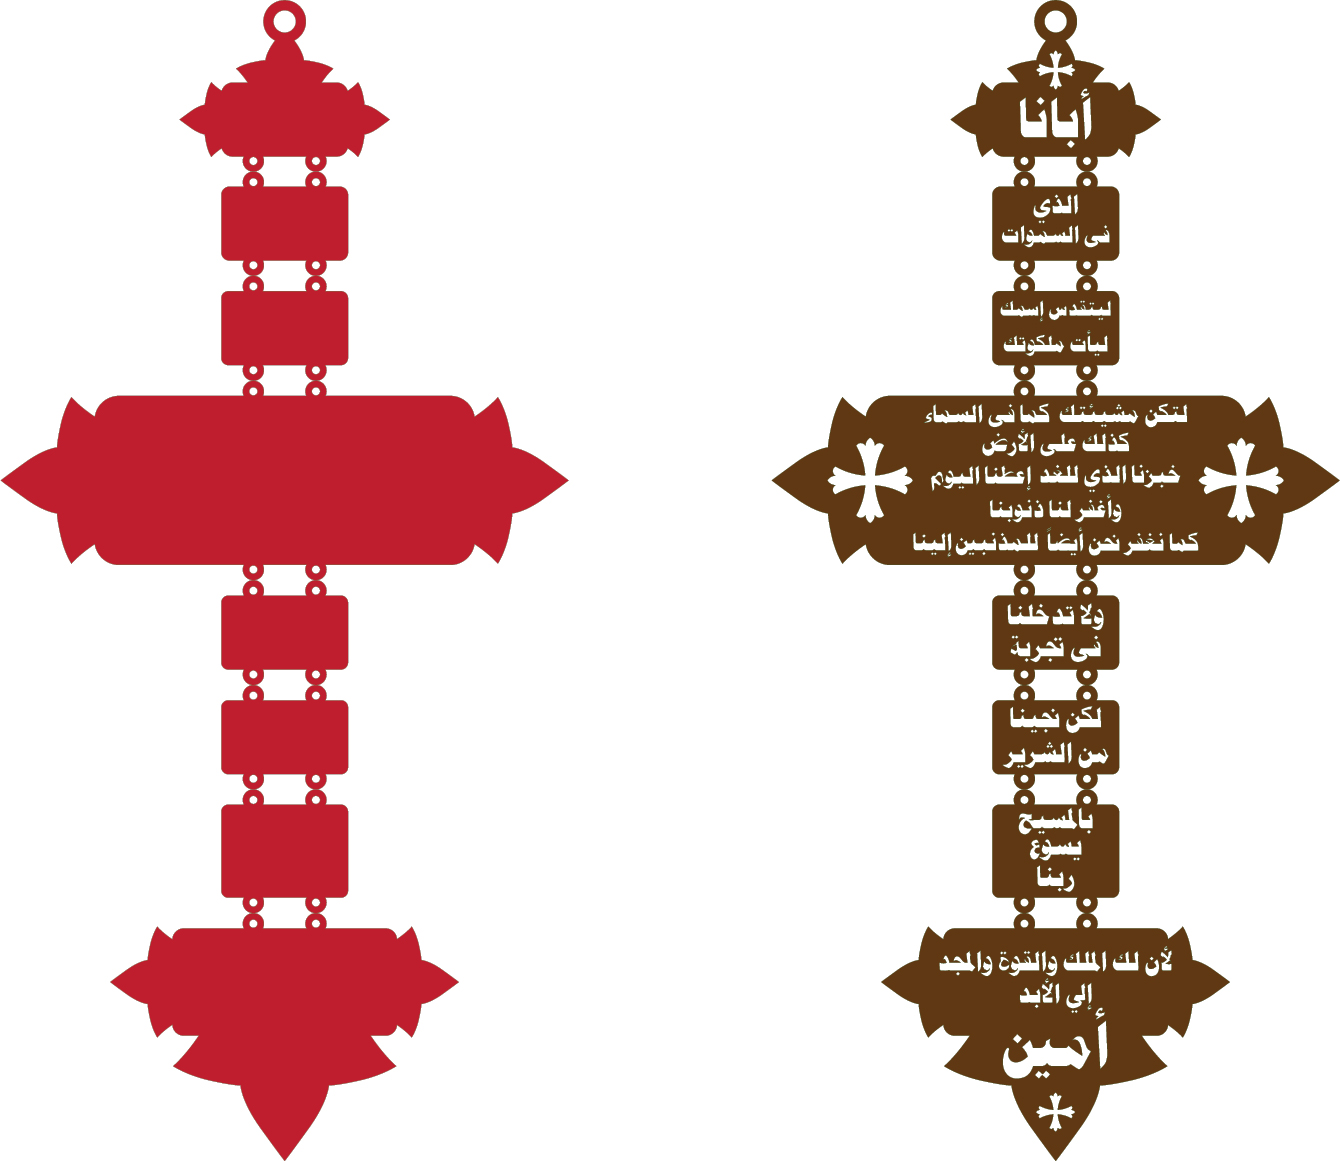 أبانا
الذي
فى السموات
ليتقدس إسمك
ليأت ملكوتك
لتكن مشيئتك كما فى السماء
كذلك على الأرض
خبزنا الذي للغد إعطنا اليوم
وأغفر لنا ذنوبنا
كما نغفر نحن أيضاً للمذنبين إلينا
ولا تدخلنا
فى تجربة
لكن نجينا
من الشرير
بالمسيح
يسوع
ربنا
لأن لك الملك والقوة والمجد
إلي الأبد
أمين